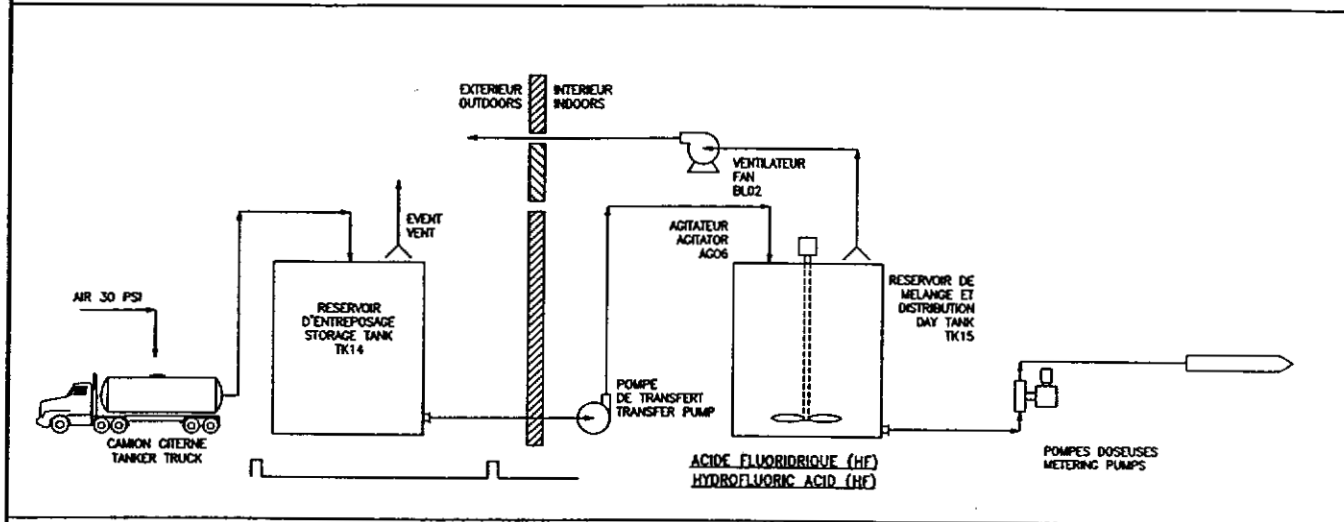 EXTERIEUR
OUTDOORS
INTERIEUR
INDOORS
VENTILATEUR
FAN
BL02
EVENT
VENT
AGITATEUR
AGITATOR
AG06
AIR 30 PSI
RESERVOIR
D'ENTREPOSAGE
STORAGE TANK
TK14
RESERVOIR DE
MELANGE ET
DISTRIBUTION
DAY TANK
TK15
POMPE
DE TRANSFERT
TRANSFER PUMP
CAMION CITERNE
TANKER TRUCK
ACIDE FLUORIDRIQUE (HF)
HYDROFLUORIC ACID (HF)
POMPES DOSEUSES
METERING PUMPS